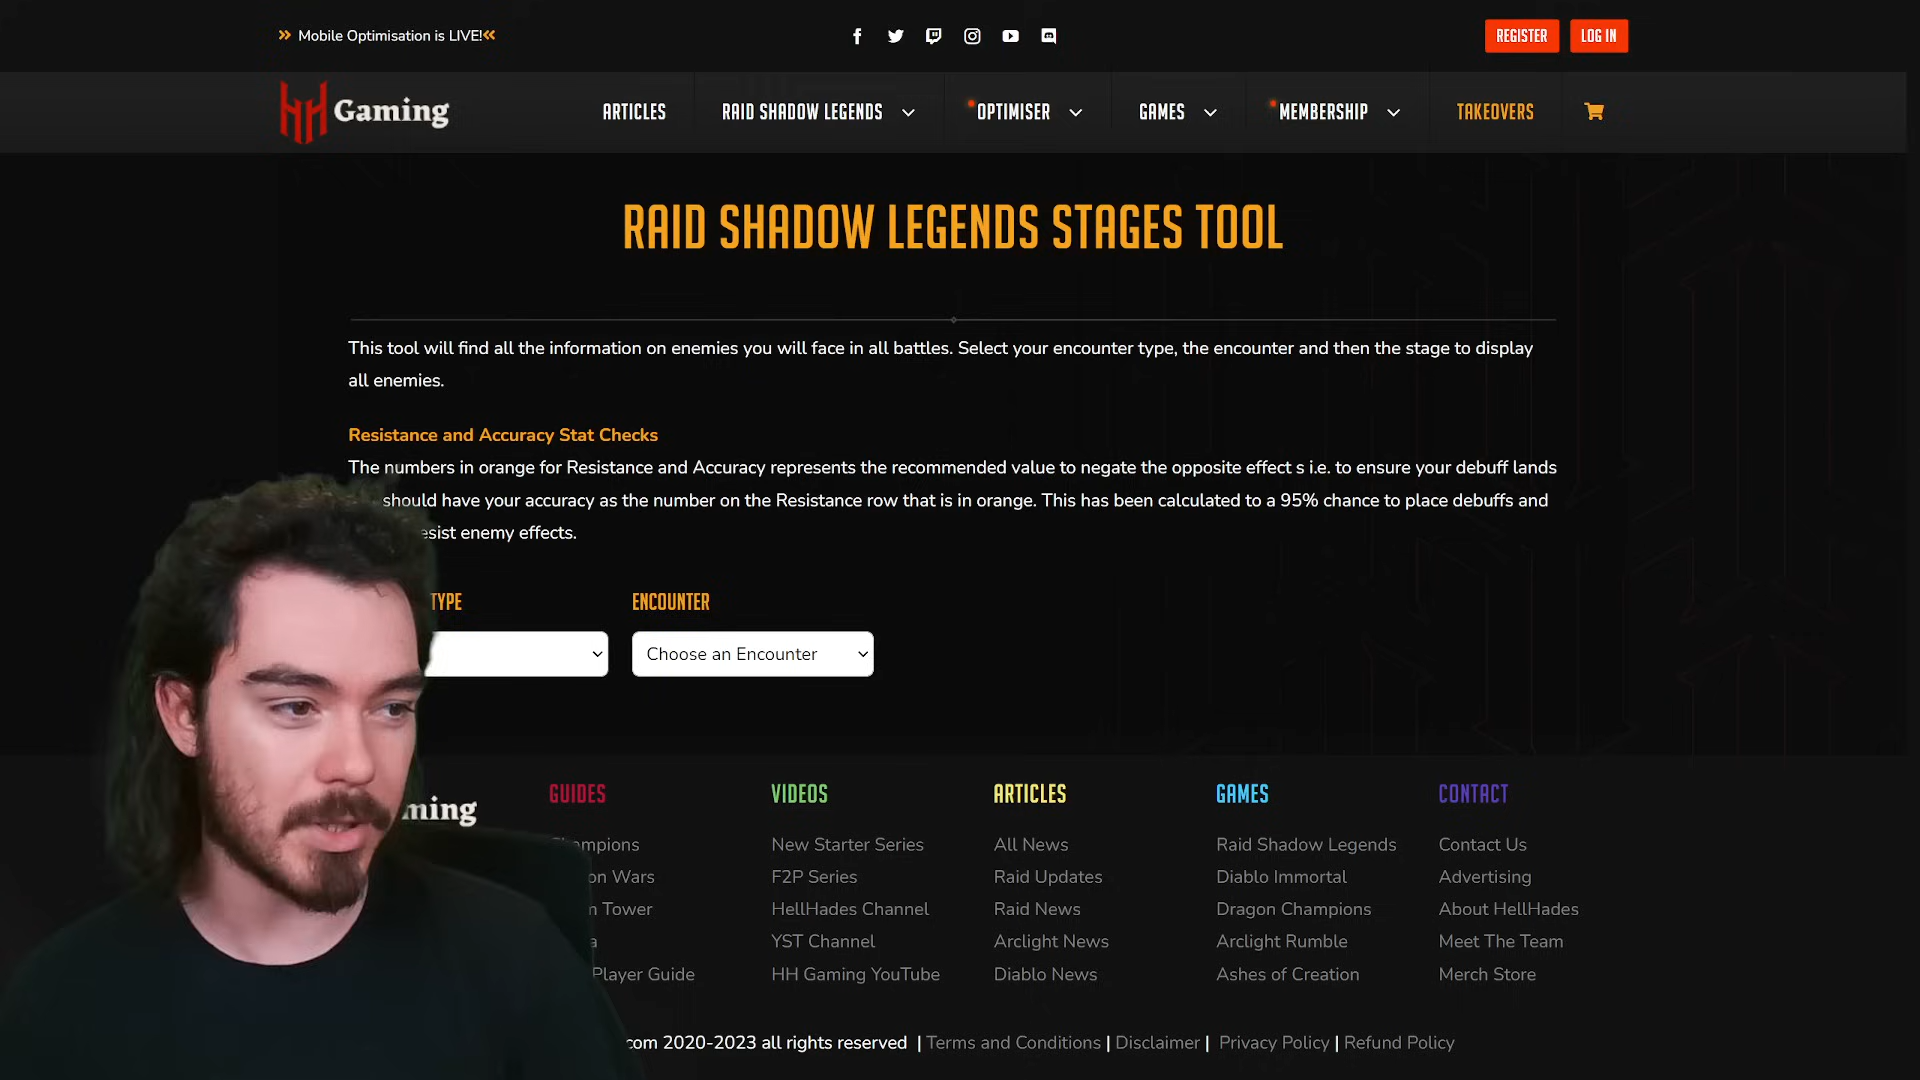 Mobile Optimisation is LIVE!
REGISTER
LOG IN
HH Gaming
ARTICLES
RAID SHADOW LEGENDS
OPTIMISER
GAMES
MEMBERSHIP
TAKEOVERS
RAID SHADOW LEGENDS STAGES TOOL
This tool will find all the information on enemies you will face in all battles. Select your encounter type, the encounter and then the stage to display
all enemies.
Resistance and Accuracy Stat Checks
The numbers in orange for Resistance and Accuracy represents the recommended value to negate the opposite effect s i.e. to ensure your debuff lands
should have your accuracy as the number on the Resistance row that is in orange. This has been calculated to a 95% chance to place debuffs and
esist enemy effects.
TYPE
ENCOUNTER
Choose an Encounter
ming
GUIDES
VIDEOS
ARTICLES
GAMES
CONTACT
Champions
New Starter Series
All News
Raid Shadow Legends
Contact Us
on Wars
F2P Series
Raid Updates
Diablo Immortal
Advertising
m Tower
HellHades Channel
Raid News
Dragon Champions
About HellHades
a
YST Channel
Arclight News
Arclight Rumble
Meet The Team
Player Guide
HH Gaming YouTube
Diablo News
Ashes of Creation
Merch Store
com 2020-2023 all rights reserved | Terms and Conditions | Disclaimer | Privacy Policy | Refund Policy